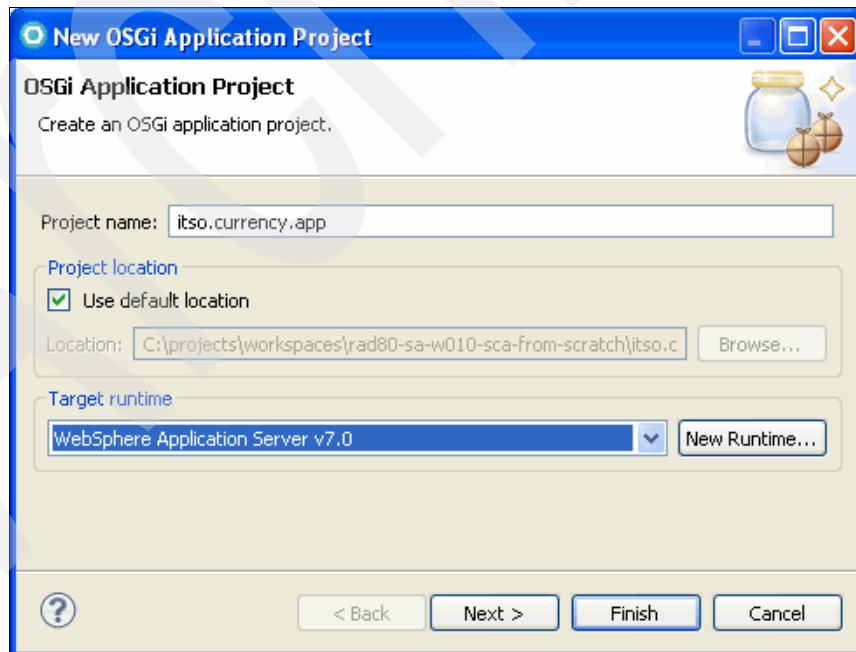 New OSGi Application Project
OSGi Application Project
Create an OSGi application project.
Project name: itso.currency.app
Project location
Use default location
Location: C:\projects\workspaces\rad80-sa-w010-sca-from-scratch\itso.c Browse...
Target runtime
WebSphere Application Server v7.0 New Runtime...
? < Back Next > Finish Cancel